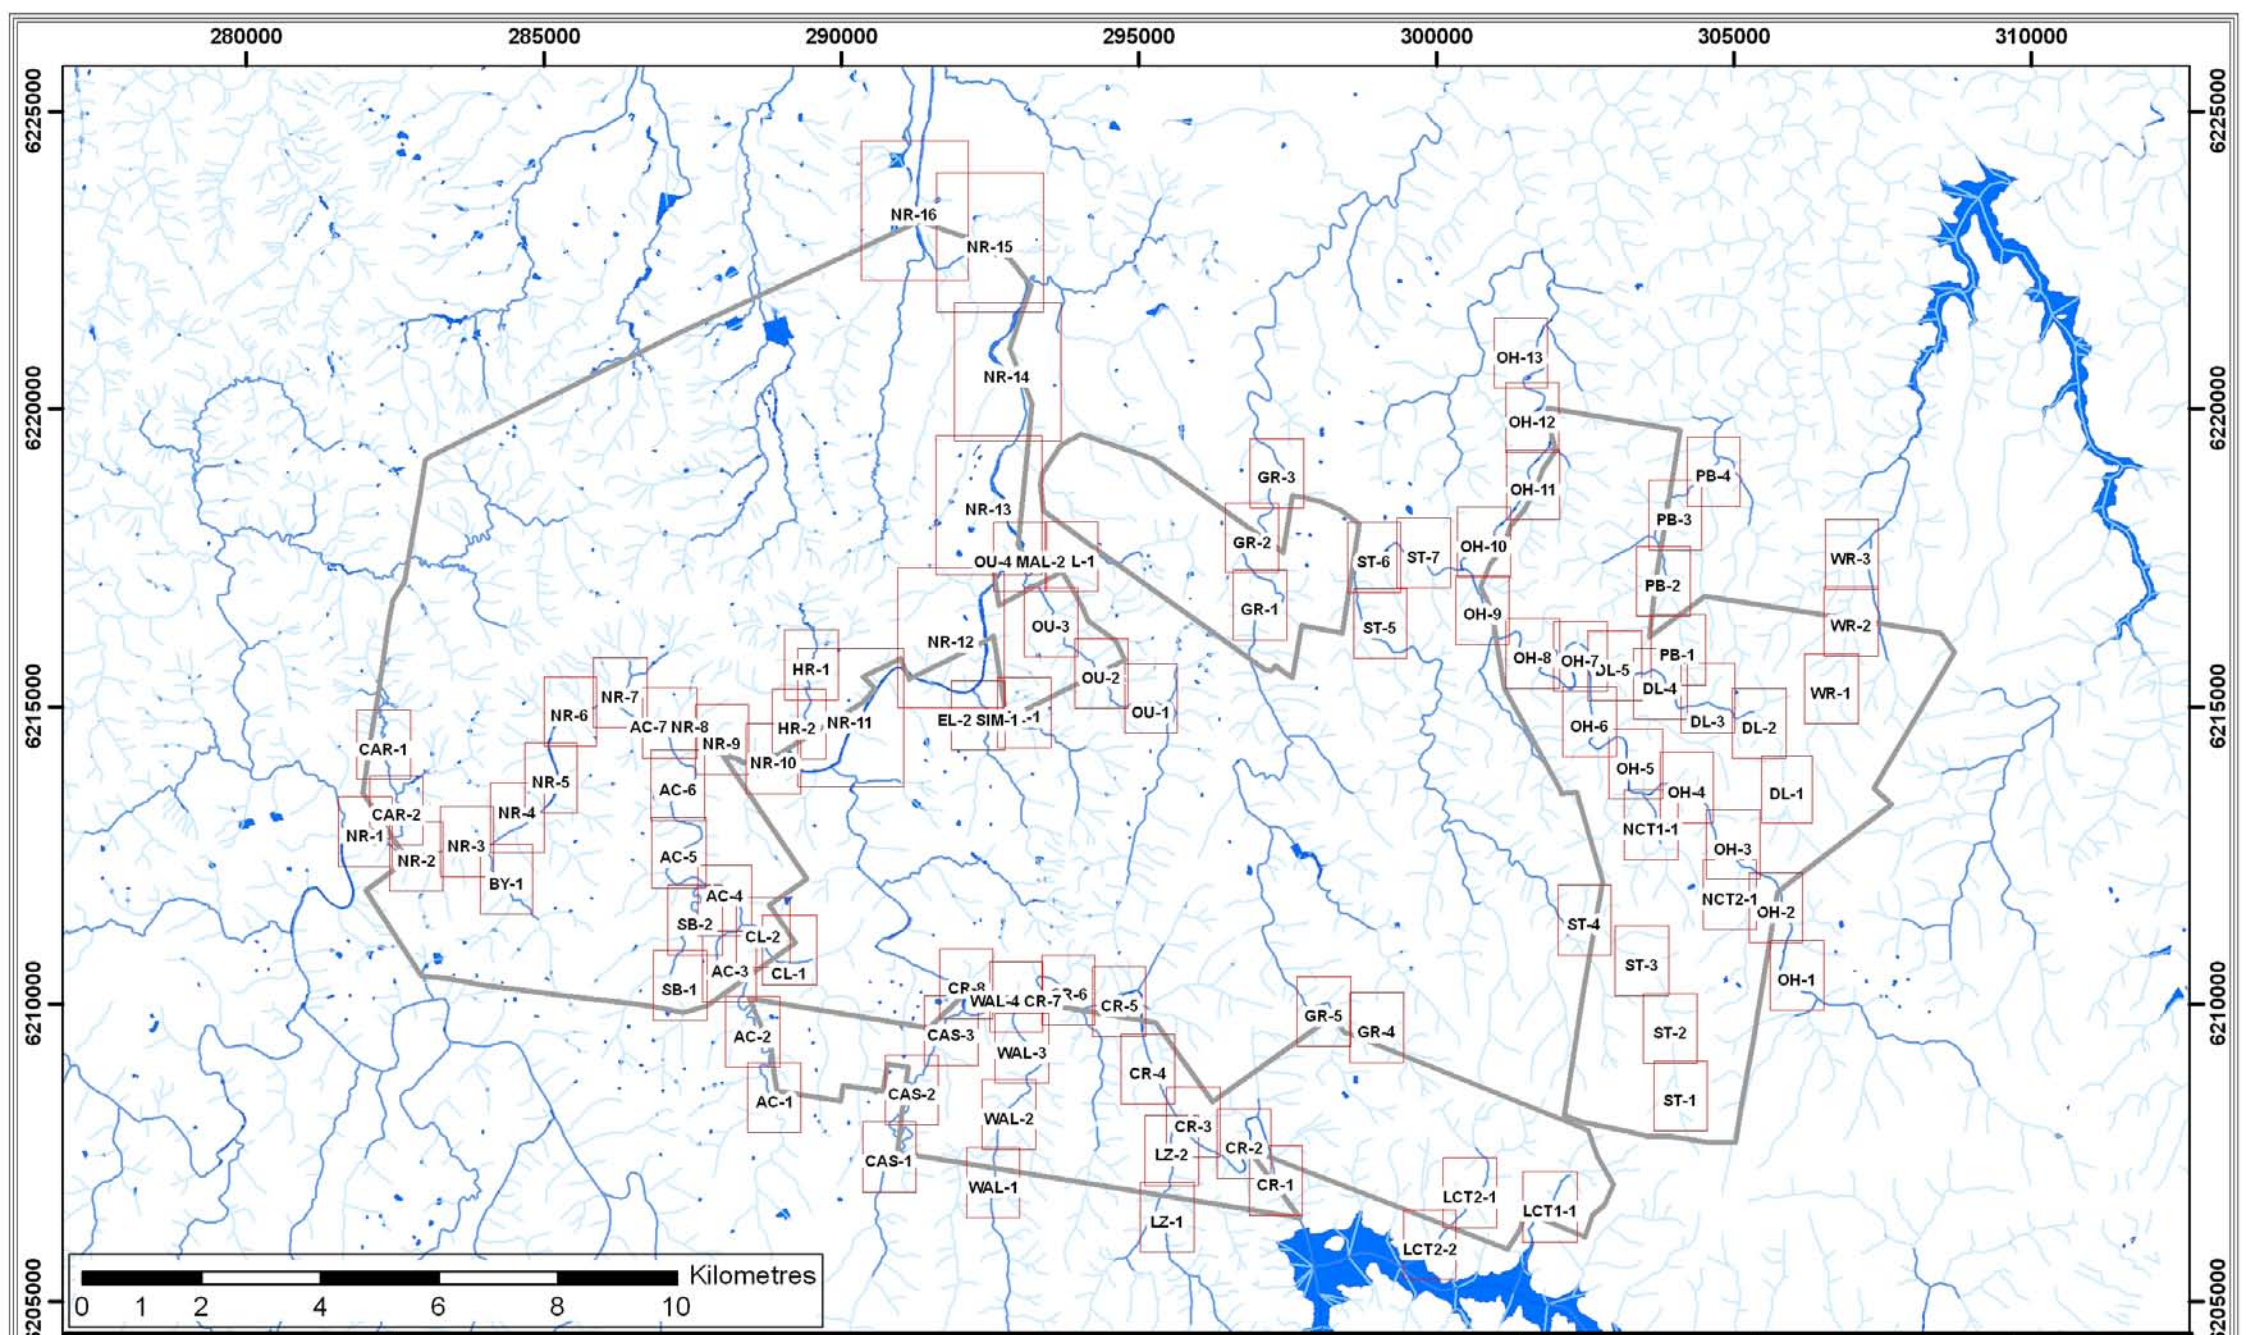 280000 285000 290000 295000 300000 305000 310000
6225000 6225000
NR-16
NR-15
OH-13
NR-14
6220000 6220000
OH-12
GR-3 PB-4
OH-11
NR-13
PB-3
GR-2 OH-10
ST-7 WR-3
OU-4 MAL-2 L-1 ST-6
PB-2
GR-1 OH-9
OU-3 ST-5 WR-2
NR-12
OH-8 OH-7 PB-1
HR-1 DL-5
OU-2 DL-4
NR-7 WR-1
6215000 6215000
NR-6 OU-1
EL-2 SIM-1 -1
NR-11 DL-3
AC-7 NR-8 HR-2 OH-6 DL-2
NR-9
CAR-1
NR-10 OH-5
NR-5
AC-6 OH-4 DL-1
NR-4
CAR-2
NR-1 NCT1-1
NR-3
OH-3
NR-2 AC-5
BY-1
AC-4 NCT2-1
OH-2
SB-2 ST-4
CL-2
AC-3 CL-1 ST-3
OH-1
SB-1 CR-8
6210000 WAL-4 CR-7 R-6 CR-5 6210000
GR-5
AC-2 CAS-3 GR-4 ST-2
WAL-3
CR-4
CAS-2
AC-1 ST-1
WAL-2
CR-3
CR-2
LZ-2
CAS-1
CR-1
WAL-1 LCT2-1
LCT1-1
LZ-1
LCT2-2
Kilometres
0 1 2 4 6 8 10
6205000 6205000